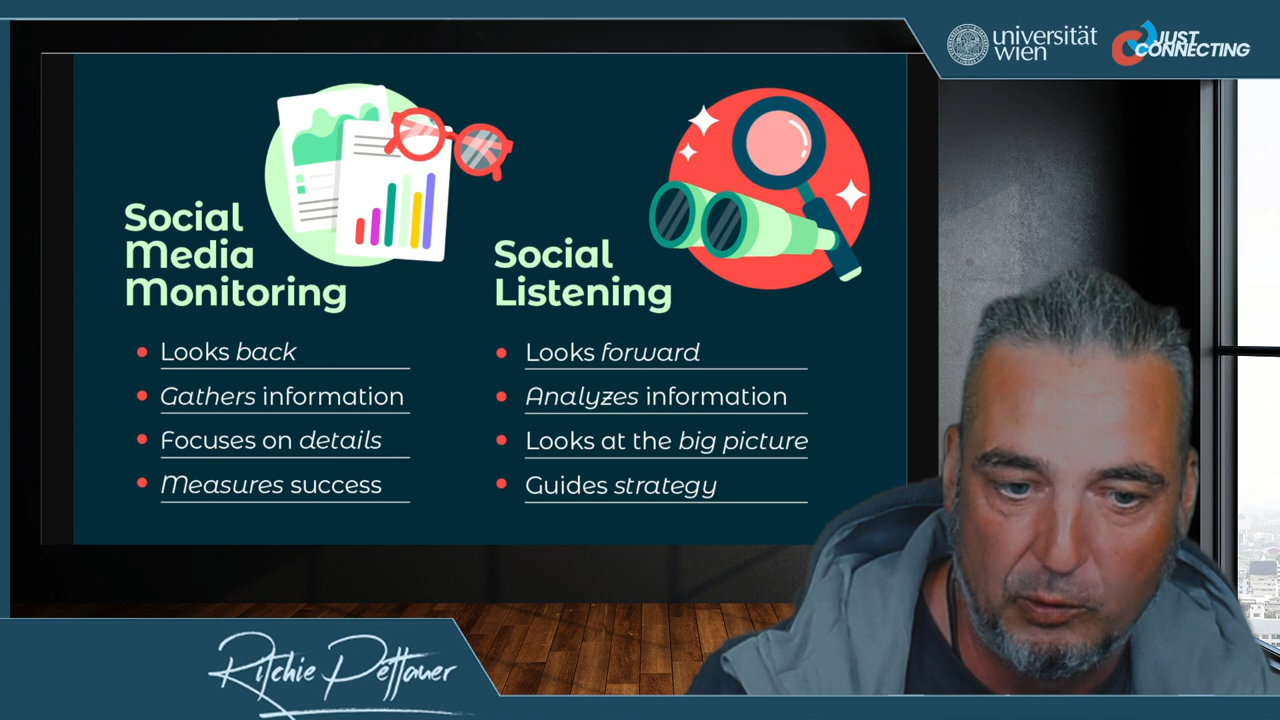 universität
wien
JUST
CONNECTING
Social
Media
Monitoring
Looks back
Gathers information
Focuses on details
Measures success
Social
Listening
Looks forward
Analyzes information
Looks at the big picture
Guides strategy
Ritchie Pettauer